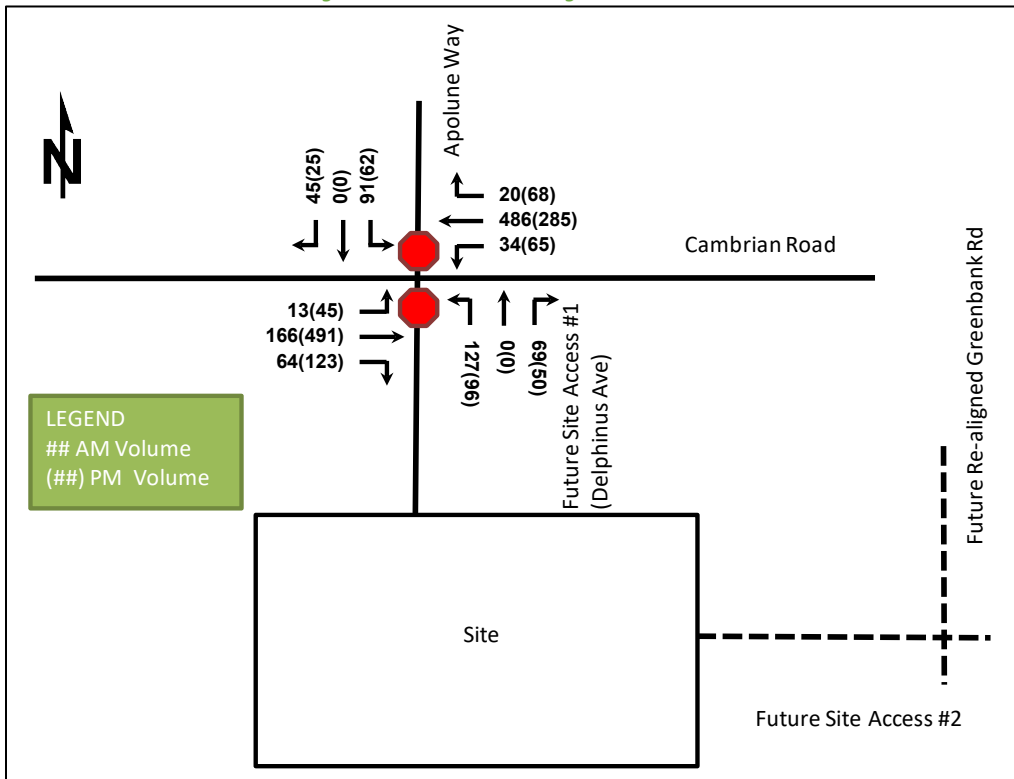 Apolune Way
N
45(25)
0(0)
91(62)
20(68)
486(285)
34(65)
Cambrian Road
13(45)
166(491)
64(123)
127(96)
0(0)
69(50)
Future Site Access #1
(Delphinus Ave)
Future Re-aligned Greenbank Rd
LEGEND
## AM Volume
(##) PM Volume
Site
Future Site Access #2